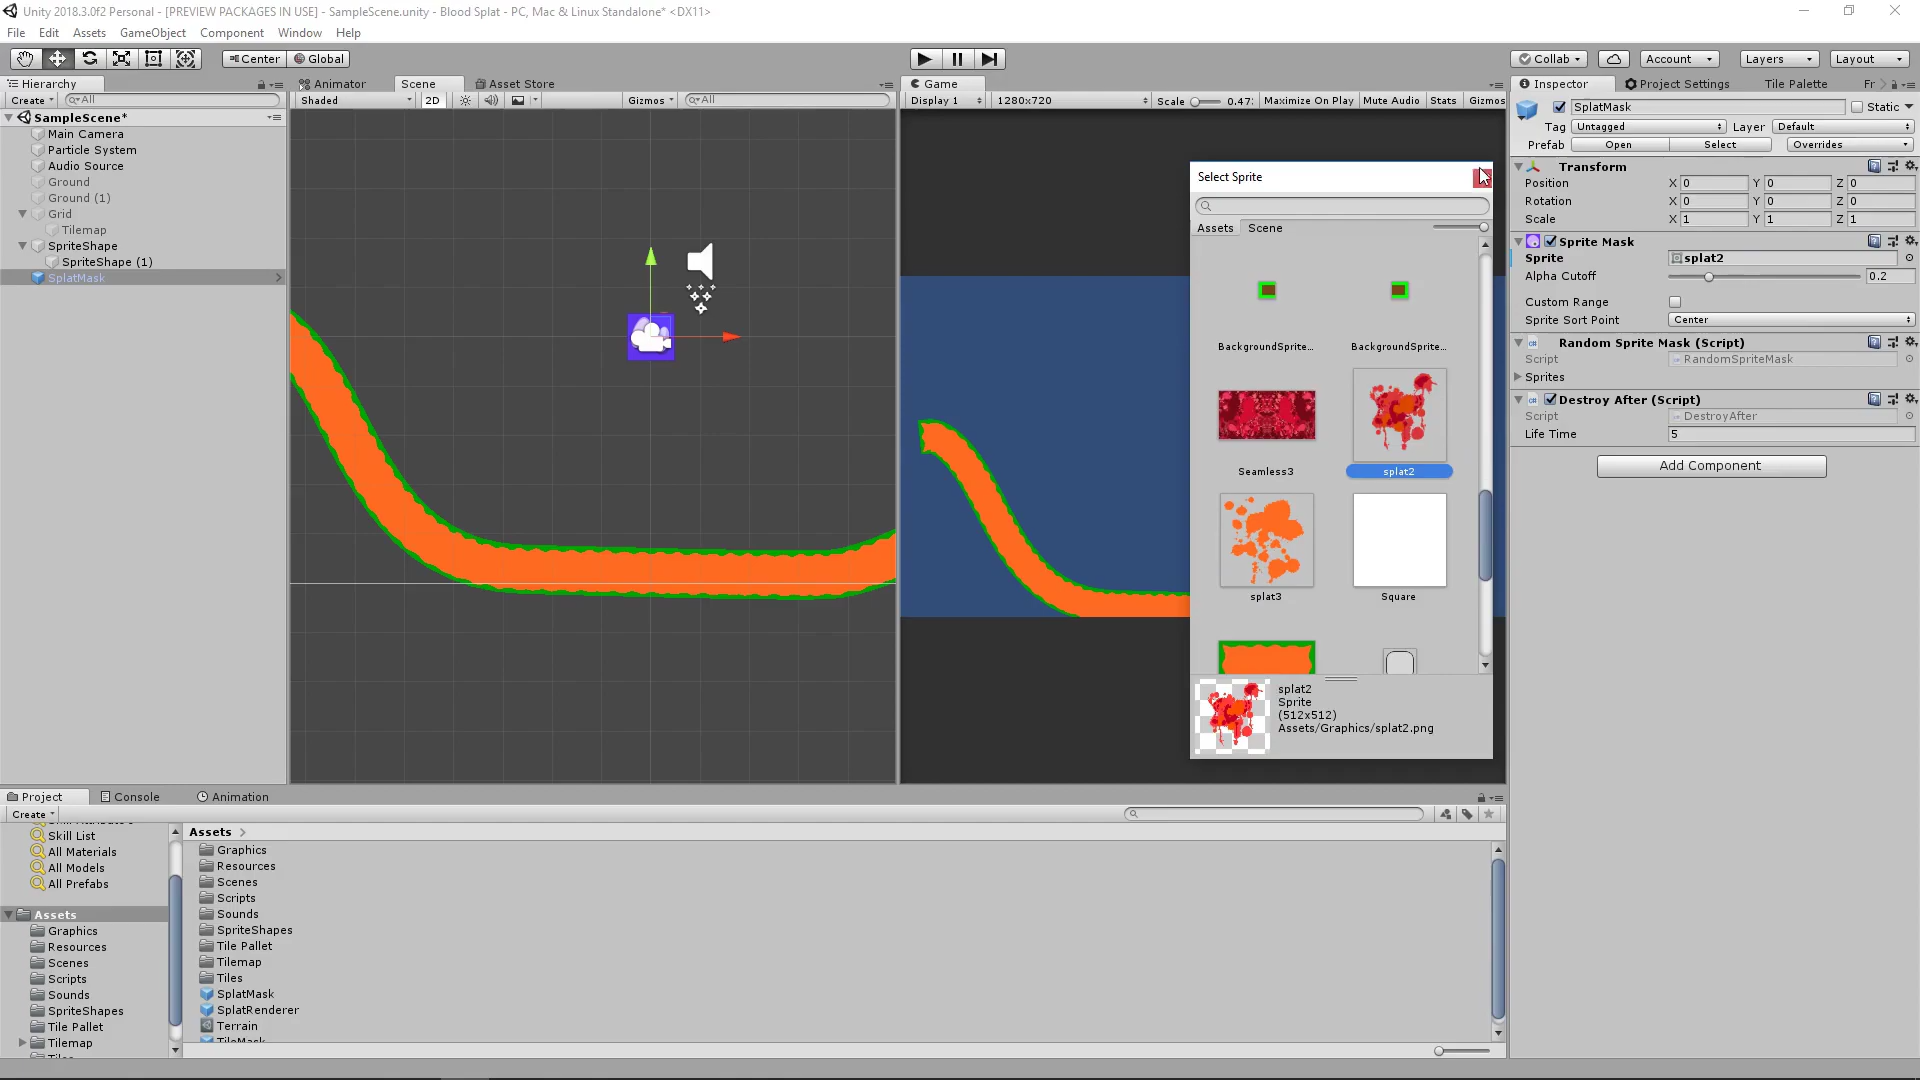 Unity 2018.3.0f2 Personal - [PREVIEW PACKAGES IN USE] - SampleScene.unity - Blood Splat - PC, Mac & Linux Standalone* <DX11>
File Edit Assets GameObject Component Window Help
Center Global Collab Account Layers Layout
Hierarchy Animator Scene Asset Store Game Inspector Project Settings Tile Palette Fr
Create All Shaded 2D Gizmos All Display 1 1280x720 Scale 0.47 Maximize On Play Mute Audio Stats Gizmos
SampleScene*
Main Camera
Particle System
Audio Source
Ground
Ground (1)
Grid
Tilemap
SpriteShape
SpriteShape (1)
SplatMask
Select Sprite
Assets Scene
BackgroundSprite... BackgroundSprite...
Seamless3 splat2
splat3 Square
splat2
Sprite
(512x512)
Assets/Graphics/splat2.png
SplatMask Static
Tag Untagged Layer Default
Prefab Open Select Overrides
Transform
Position X 0 Y 0 Z 0
Rotation X 0 Y 0 Z 0
Scale X 1 Y 1 Z 1
Sprite Mask
Sprite splat2
Alpha Cutoff 0.2
Custom Range
Sprite Sort Point Center
Random Sprite Mask (Script)
Script RandomSpriteMask
Sprites
Destroy After (Script)
Script DestroyAfter
Life Time 5
Add Component
Project Console Animation
Create
Skill List
All Materials
All Models
All Prefabs
Assets
Graphics
Resources
Scenes
Scripts
Sounds
SpriteShapes
Tile Pallet
Tilemap
Assets
Graphics
Resources
Scenes
Scripts
Sounds
SpriteShapes
Tile Pallet
Tilemap
Tiles
SplatMask
SplatRenderer
Terrain
TileMask